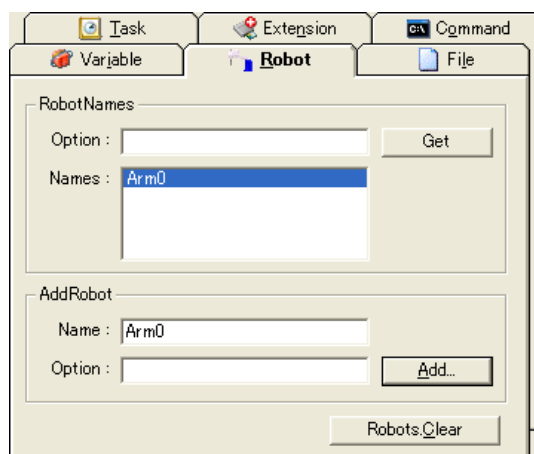 Task Extension Command
Variable Robot File
RobotNames
Option : Get
Names : Arm0
AddRobot
Name : Arm0
Option : Add...
Robots.Clear